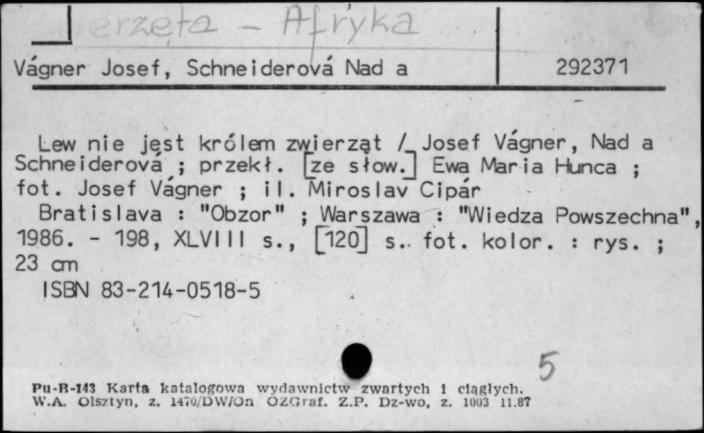 Zwierzęta - Afryka
Vágner Josef, Schneiderová Nad a 292371
Lew nie jęst królem zwierząt / Josef Vágner, Nad a
Schneiderová ; przekł. [ze słow.] Ewa Maria Hunca ;
fot. Josef Vágner ; il. Miroslav Cipár
Bratislava : "Obzor" ; Warszawa : "Wiedza Powszechna",
1986. - 198, XLVIII s., [120] s. fot. kolor. : rys. ;
23 cm
ISBN 83-214-0518-5
5
Pu-R-143 Karta katalogowa wydawnictw zwartych i ciągłych.
W.A. Olsztyn, z. 1470/DW/On OZGraf. Z.P. Dz-wo, z. 1003 11.87